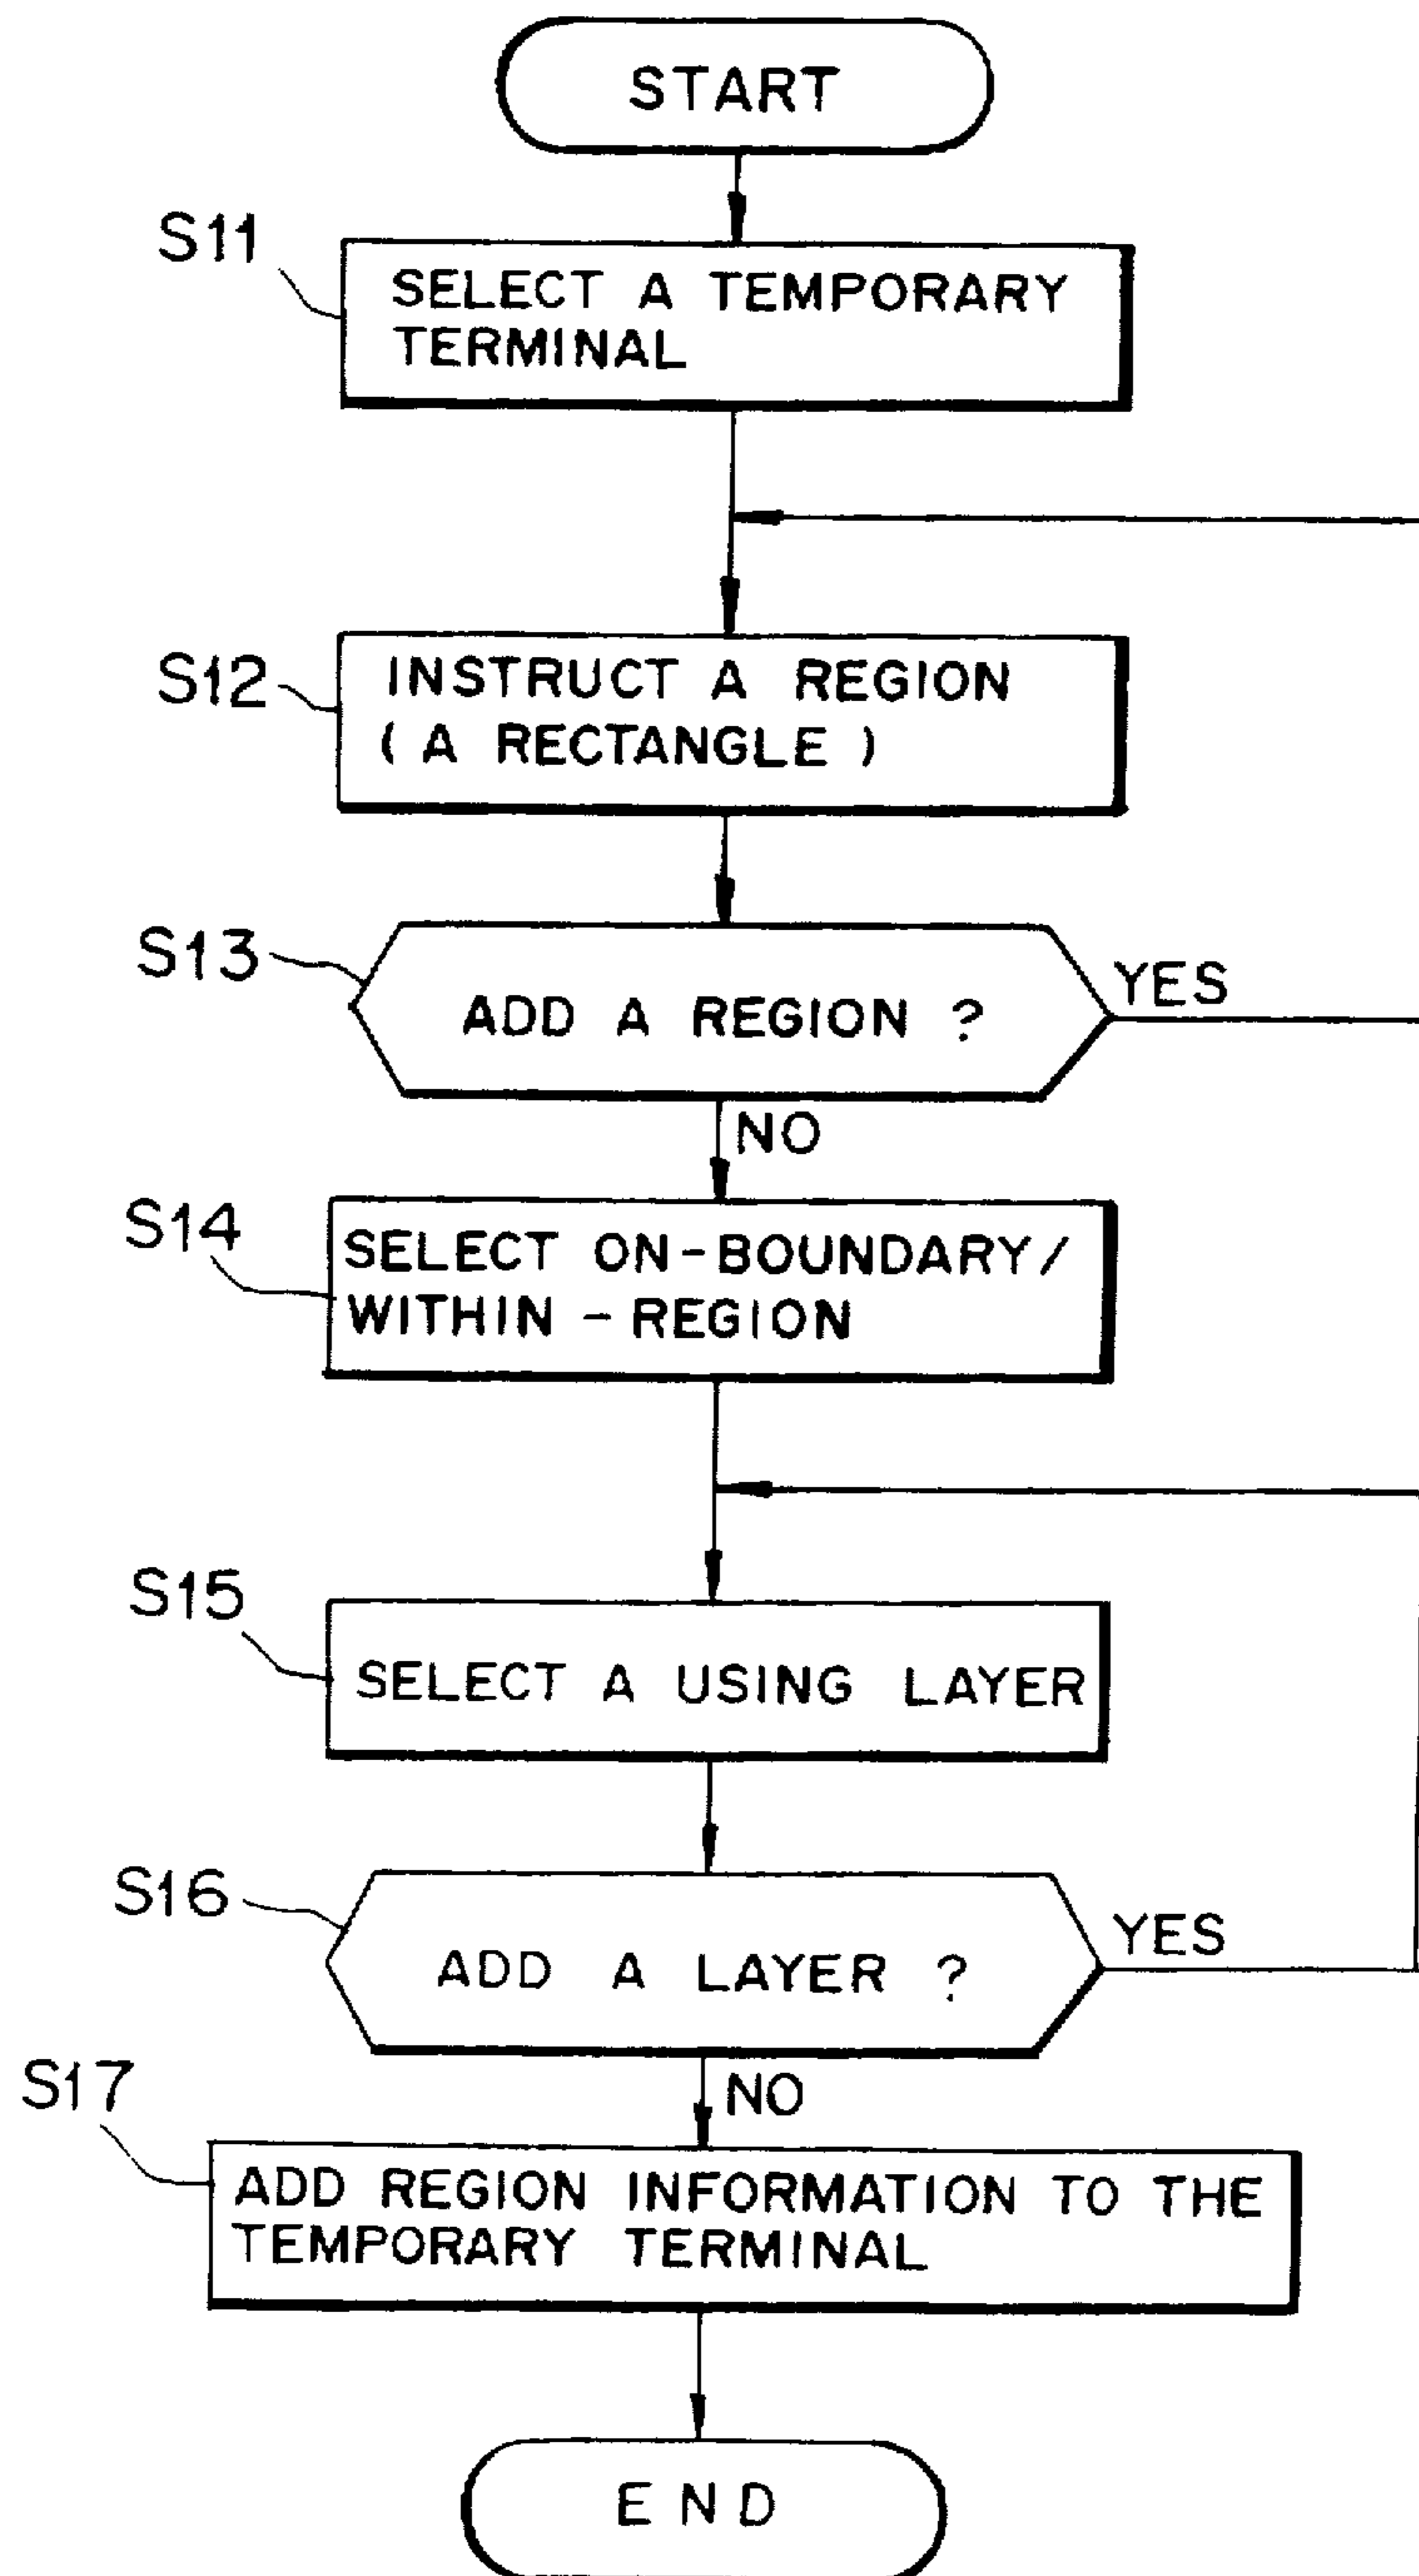 START
S11
SELECT A TEMPORARY
TERMINAL
S12
INSTRUCT A REGION
( A RECTANGLE )
S13
ADD A REGION ?
YES
NO
S14
SELECT ON-BOUNDARY/
WITHIN-REGION
S15
SELECT A USING LAYER
S16
ADD A LAYER ?
YES
NO
S17
ADD REGION INFORMATION TO THE
TEMPORARY TERMINAL
END